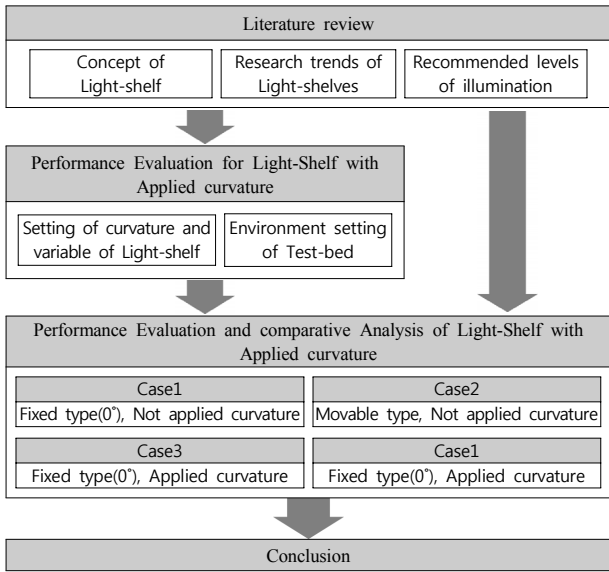 Literature review
Concept of
Light-shelf
Research trends of
Light-shelves
Recommended levels
of illumination
Performance Evaluation for Light-Shelf with
Applied curvature
Setting of curvature and
variable of Light-shelf
Environment setting
of Test-bed
Performance Evaluation and comparative Analysis of Light-Shelf with
Applied curvature
Case1
Fixed type(0˚), Not applied curvature
Case2
Movable type, Not applied curvature
Case3
Fixed type(0˚), Applied curvature
Case1
Fixed type(0˚), Applied curvature
Conclusion